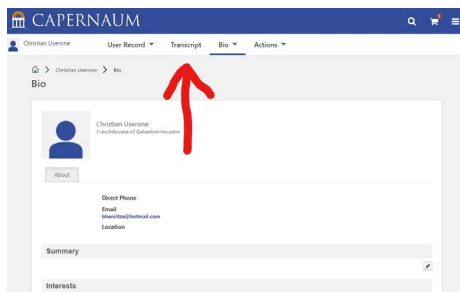 CAPERNAUM
Christian Userone
User Record
Transcript
Bio
Actions
Christian Userone
Bio
Bio
Christian Userone
1-Archdiocese of Galveston-Houston
About
Direct Phone
Email
bhenritze@hotmail.com
Location
Summary
Interests